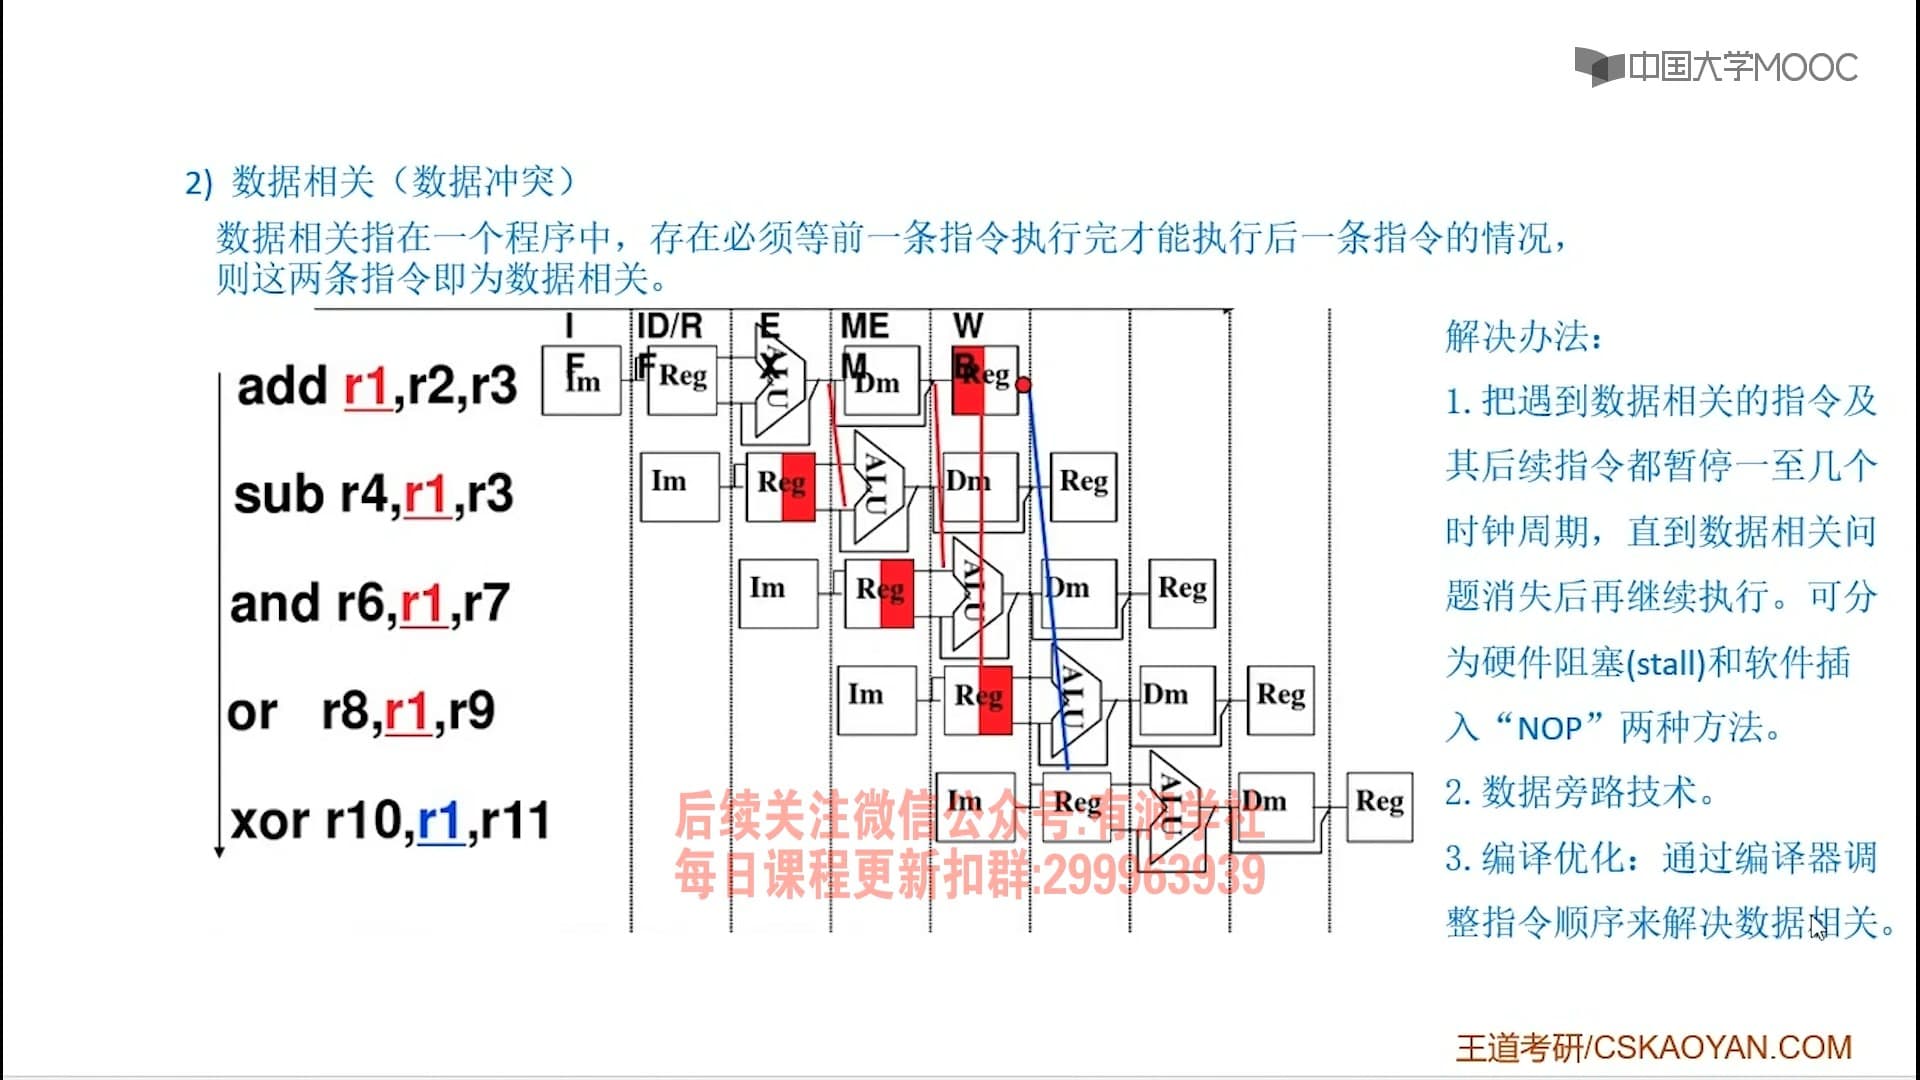 中国大学MOOC
2) 数据相关（数据冲突）
数据相关指在一个程序中，存在必须等前一条指令执行完才能执行后一条指令的情况，
则这两条指令即为数据相关。
IF ID/RF EX MEM WB
add r1,r2,r3
Im Reg ALU Dm Reg
sub r4,r1,r3
Im Reg ALU Dm Reg
and r6,r1,r7
Im Reg ALU Dm Reg
or r8,r1,r9
Im Reg ALU Dm Reg
xor r10,r1,r11
Im Reg ALU Dm Reg
解决办法：
1. 把遇到数据相关的指令及
其后续指令都暂停一至几个
时钟周期，直到数据相关问
题消失后再继续执行。可分
为硬件阻塞(stall)和软件插
入“NOP”两种方法。
2. 数据旁路技术。
3. 编译优化：通过编译器调
整指令顺序来解决数据相关。
后续关注微信公众号:有润学社
每日课程更新扣群:299963939
王道考研/CSKAOYAN.COM